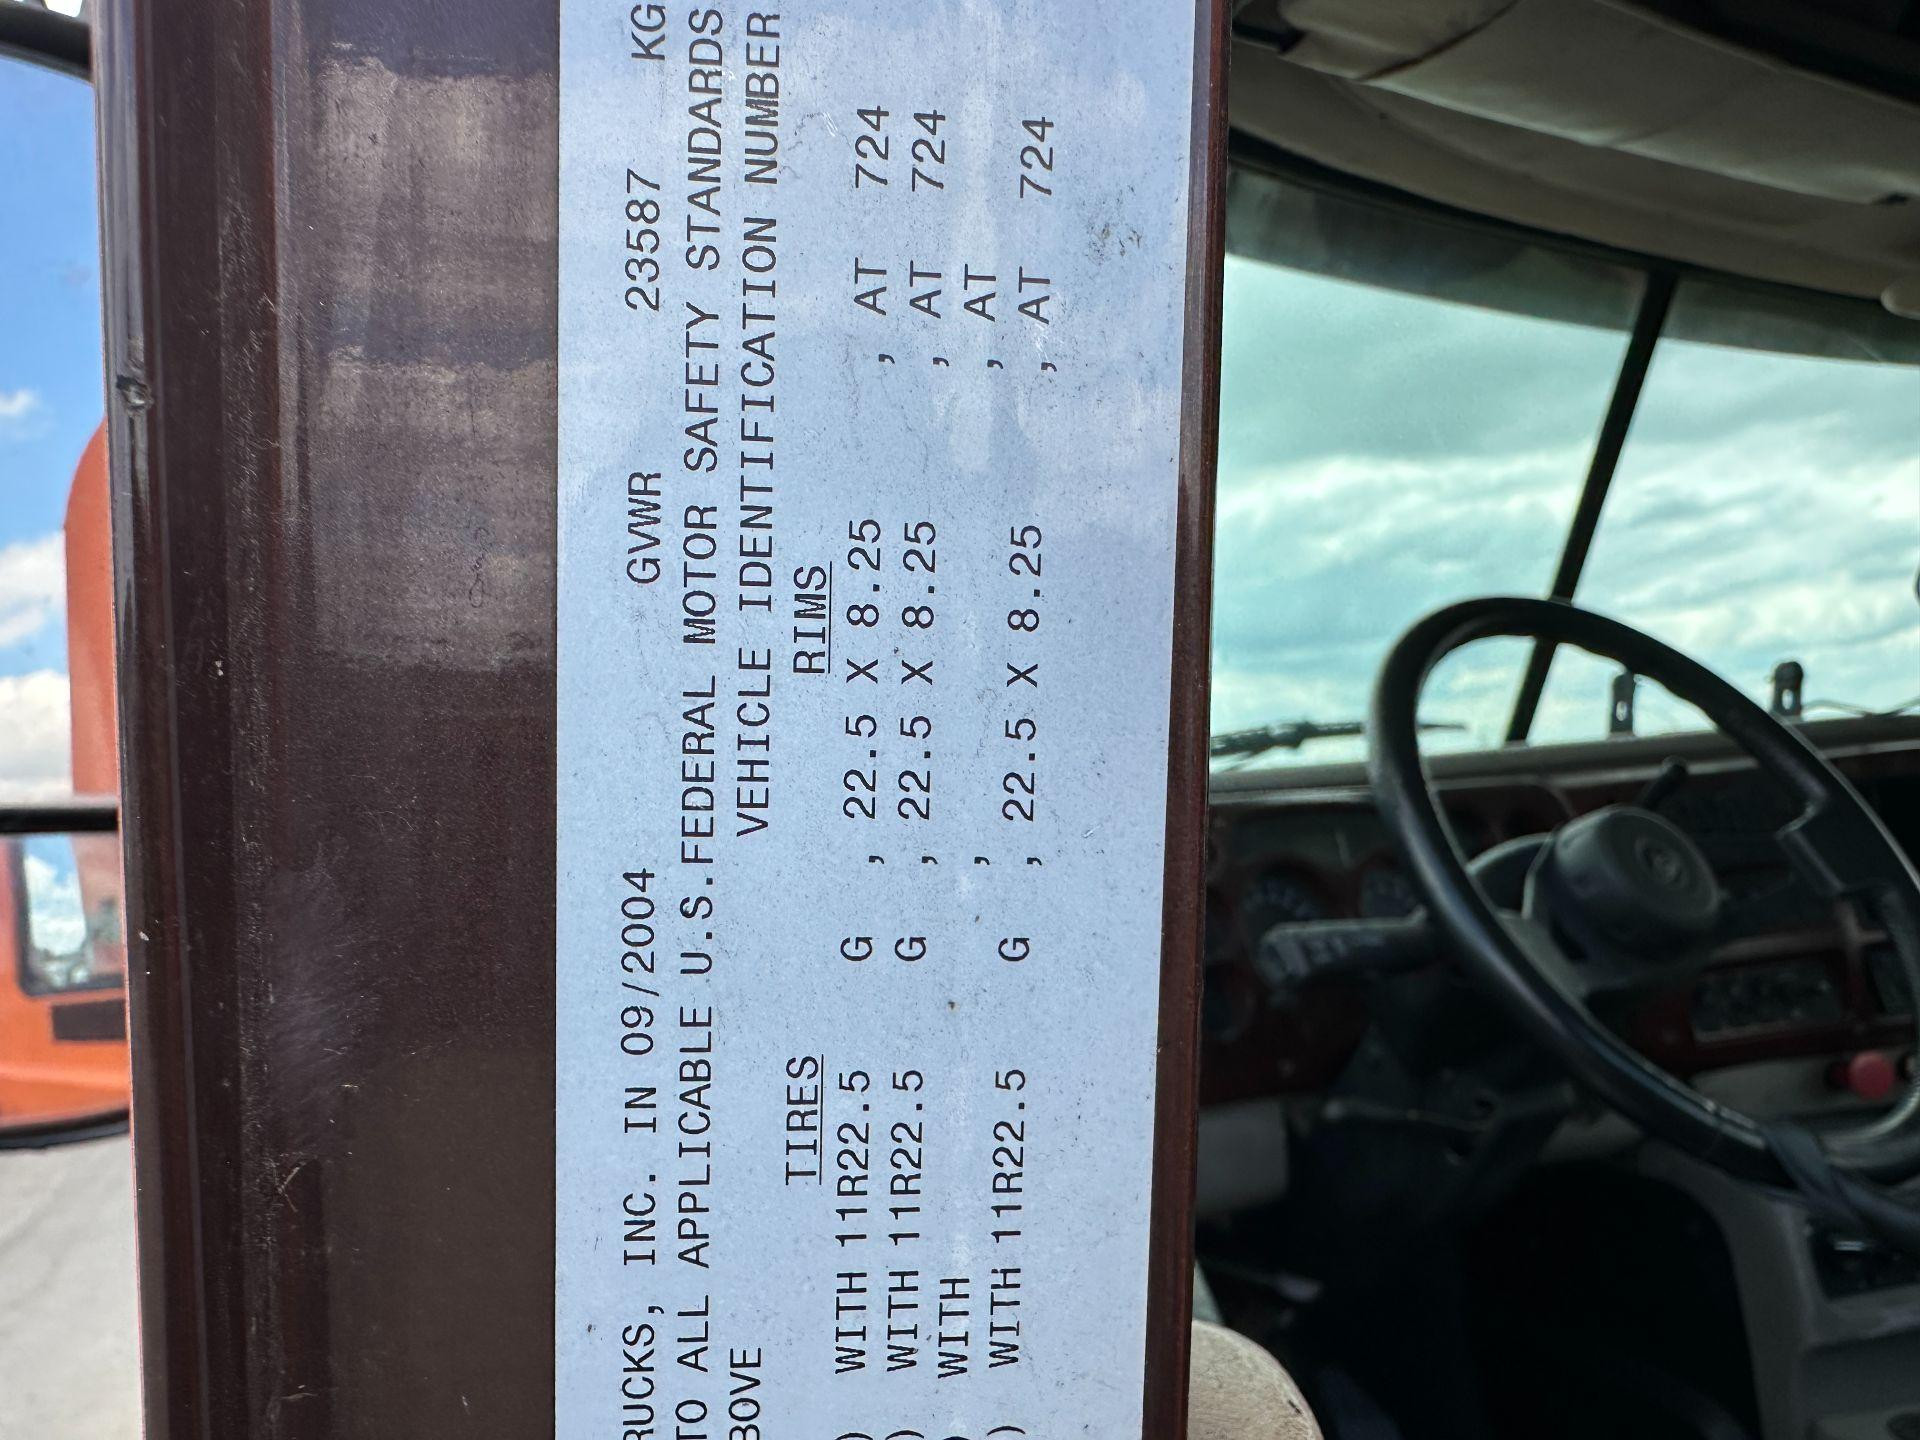 RUCKS, INC. IN 09/2004 GVWR 23587 KG
TO ALL APPLICABLE U.S.FEDERAL MOTOR SAFETY STANDARDS
BOVE VEHICLE IDENTIFICATION NUMBER
TIRES RIMS
) WITH 11R22.5 G , 22.5 X 8.25 , AT 724
) WITH 11R22.5 G , 22.5 X 8.25 , AT 724
) WITH , , AT
) WITH 11R22.5 G , 22.5 X 8.25 , AT 724